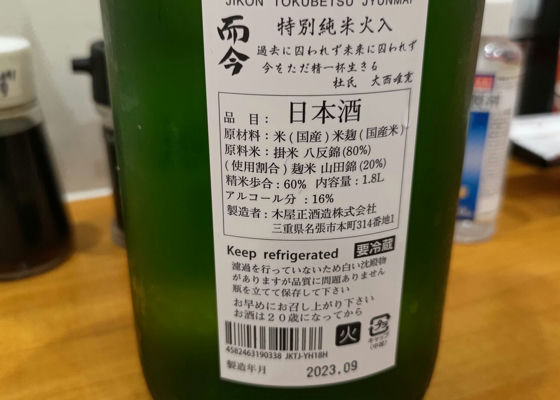 JIKON TOKUBETSU JYUNMAI
而今
特別純米火入
過去に囚われず未来に囚われず
今をただ精一杯生きる
杜氏 大西唯克
品目：日本酒
原材料：米(国産)米麹(国産米)
原料米：掛米 八反錦(80%)
(使用割合) 麹米 山田錦(20%)
精米歩合：60% 内容量：1.8L
アルコール分：16%
製造者：木屋正酒造株式会社
三重県名張市本町314番地1
Keep refrigerated 要冷蔵
濾過を行っていないため白い沈殿物
がありますが品質に問題ありません
瓶を立てて保存して下さい
お早めにお召し上がり下さい
お酒は20歳になってから
火
キャップ
(中栓)
4582463190338 JKTJ-YH18H
製造年月 2023.09